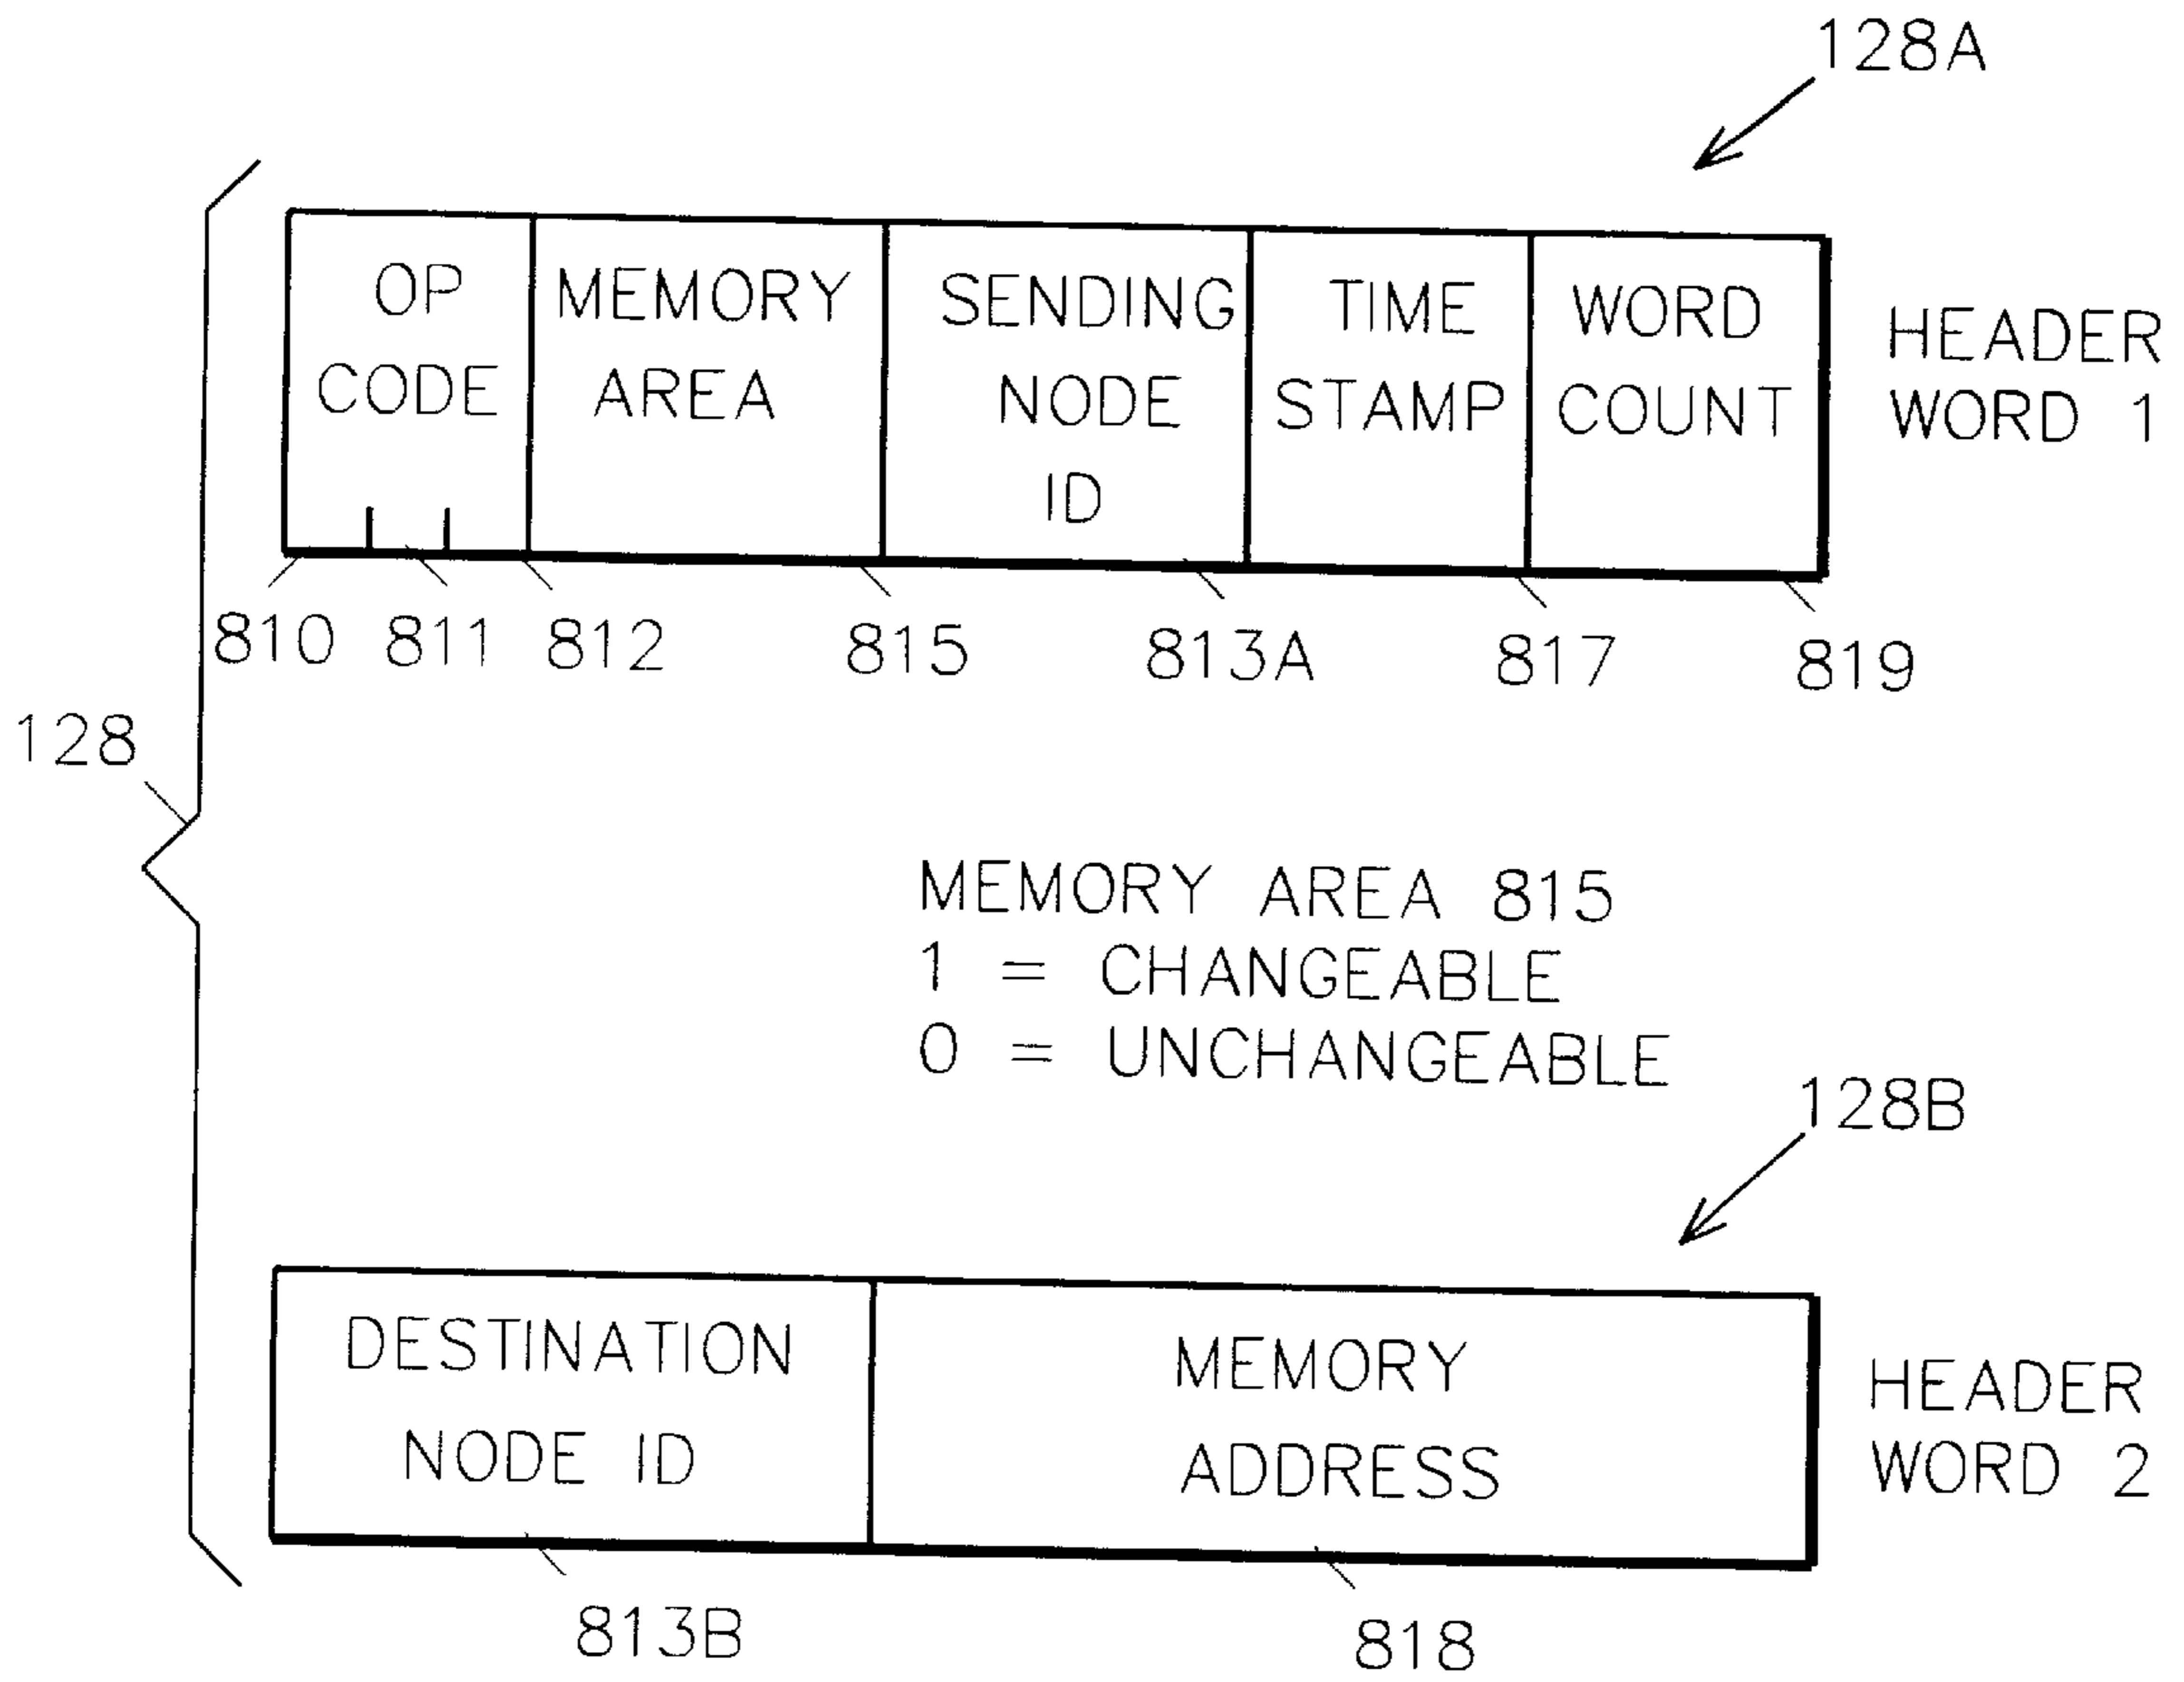 128A
OP
CODE
MEMORY
AREA
SENDING
NODE
ID
TIME
STAMP
WORD
COUNT
HEADER
WORD 1
810 811 812 815 813A 817 819
128
MEMORY AREA 815
1 = CHANGEABLE
0 = UNCHANGEABLE
128B
DESTINATION
NODE ID
MEMORY
ADDRESS
HEADER
WORD 2
813B 818